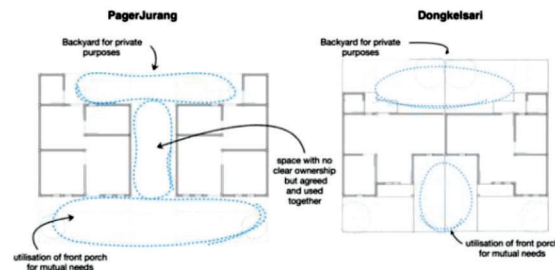 PagerJurang
Dongkelsari
Backyard for private
purposes
Backyard for private
purposes
space with no
clear ownership
but agreed
and used
together
utilisation of front porch
for mutual needs
utilisation of front porch
for mutual needs